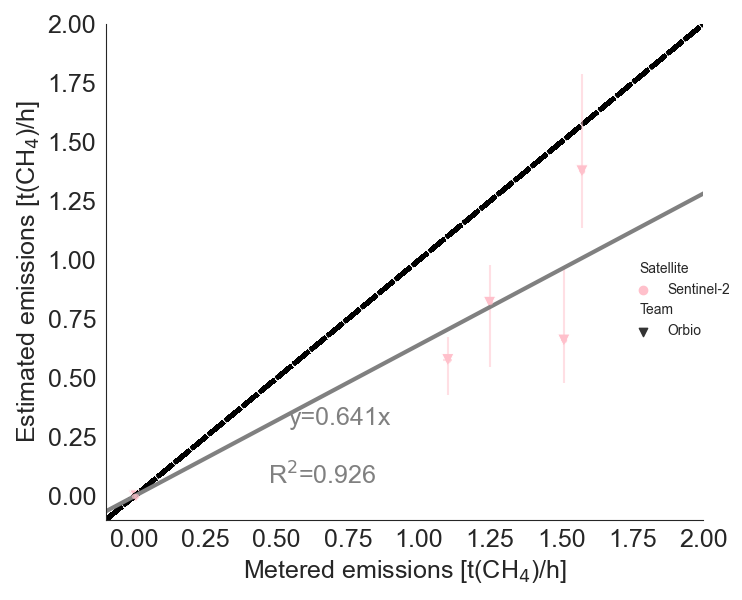 2.00
1.75
1.50
1.25
1.00
0.75
0.50
0.25
0.00
Estimated emissions [t(CH₄)/h]
Satellite
Sentinel-2
Team
Orbio
y=0.641x
R²=0.926
0.00 0.25 0.50 0.75 1.00 1.25 1.50 1.75 2.00
Metered emissions [t(CH₄)/h]